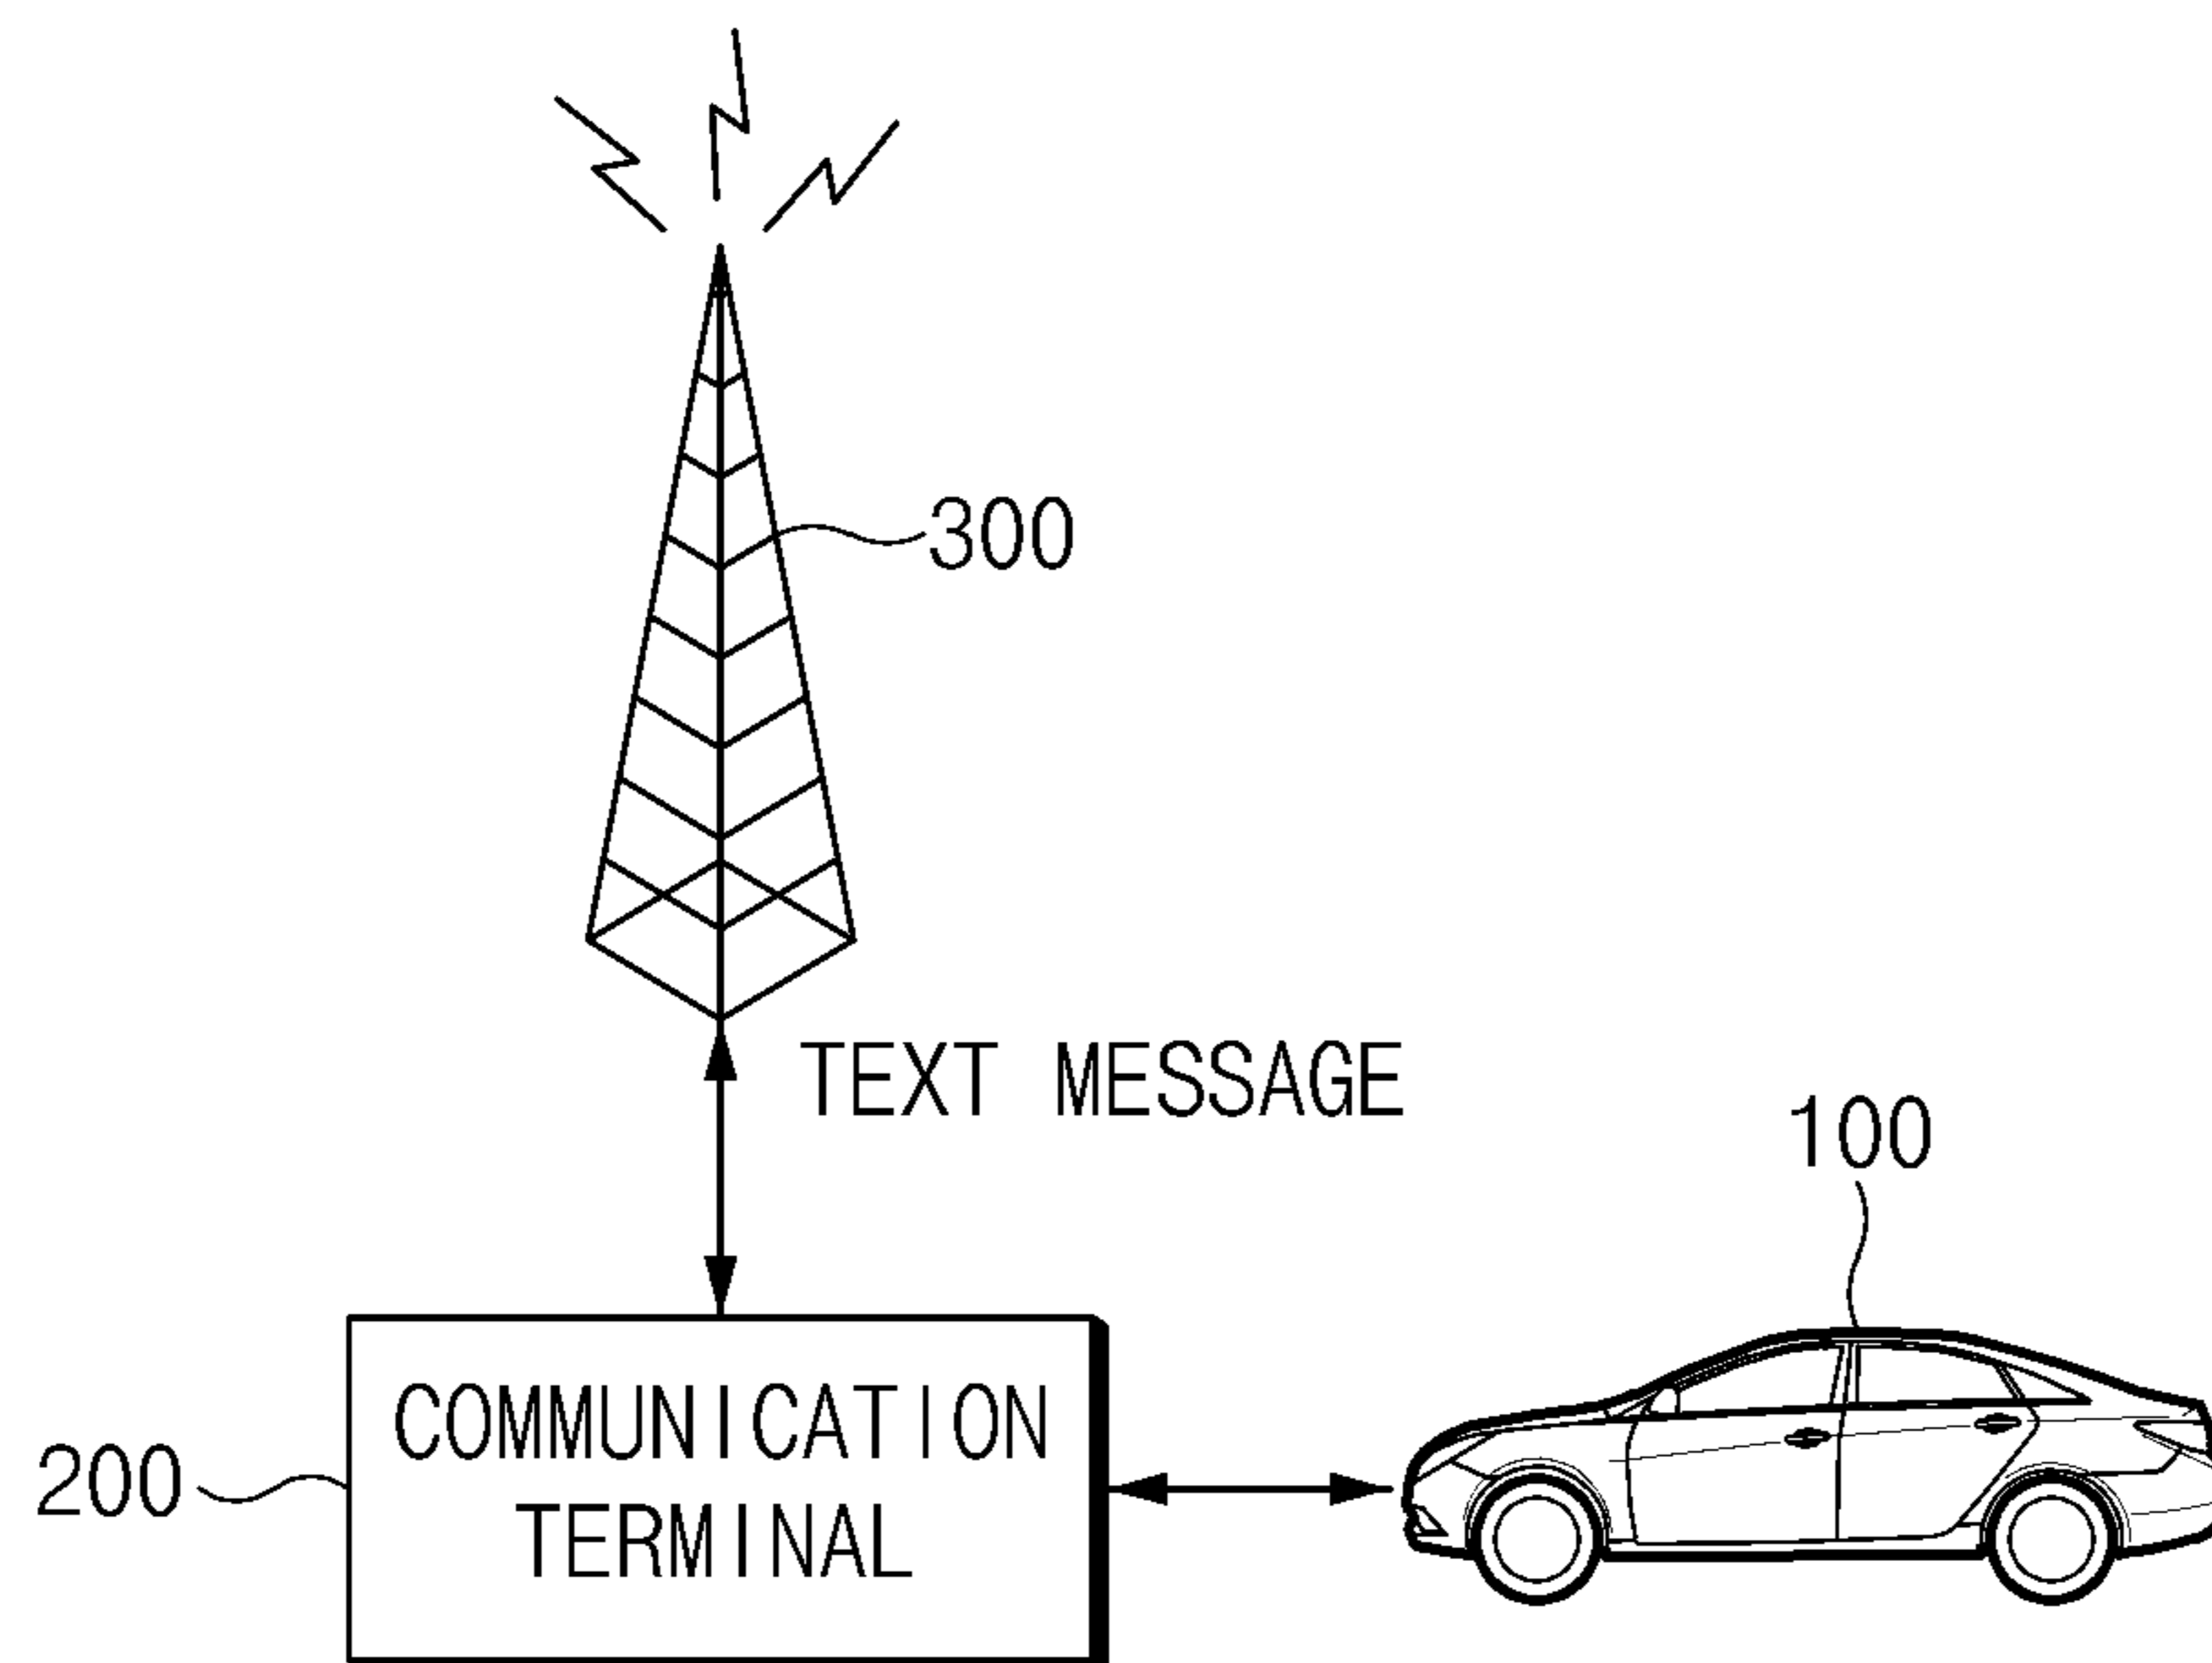 300
TEXT MESSAGE
100
COMMUNICATION
200
TERMINAL